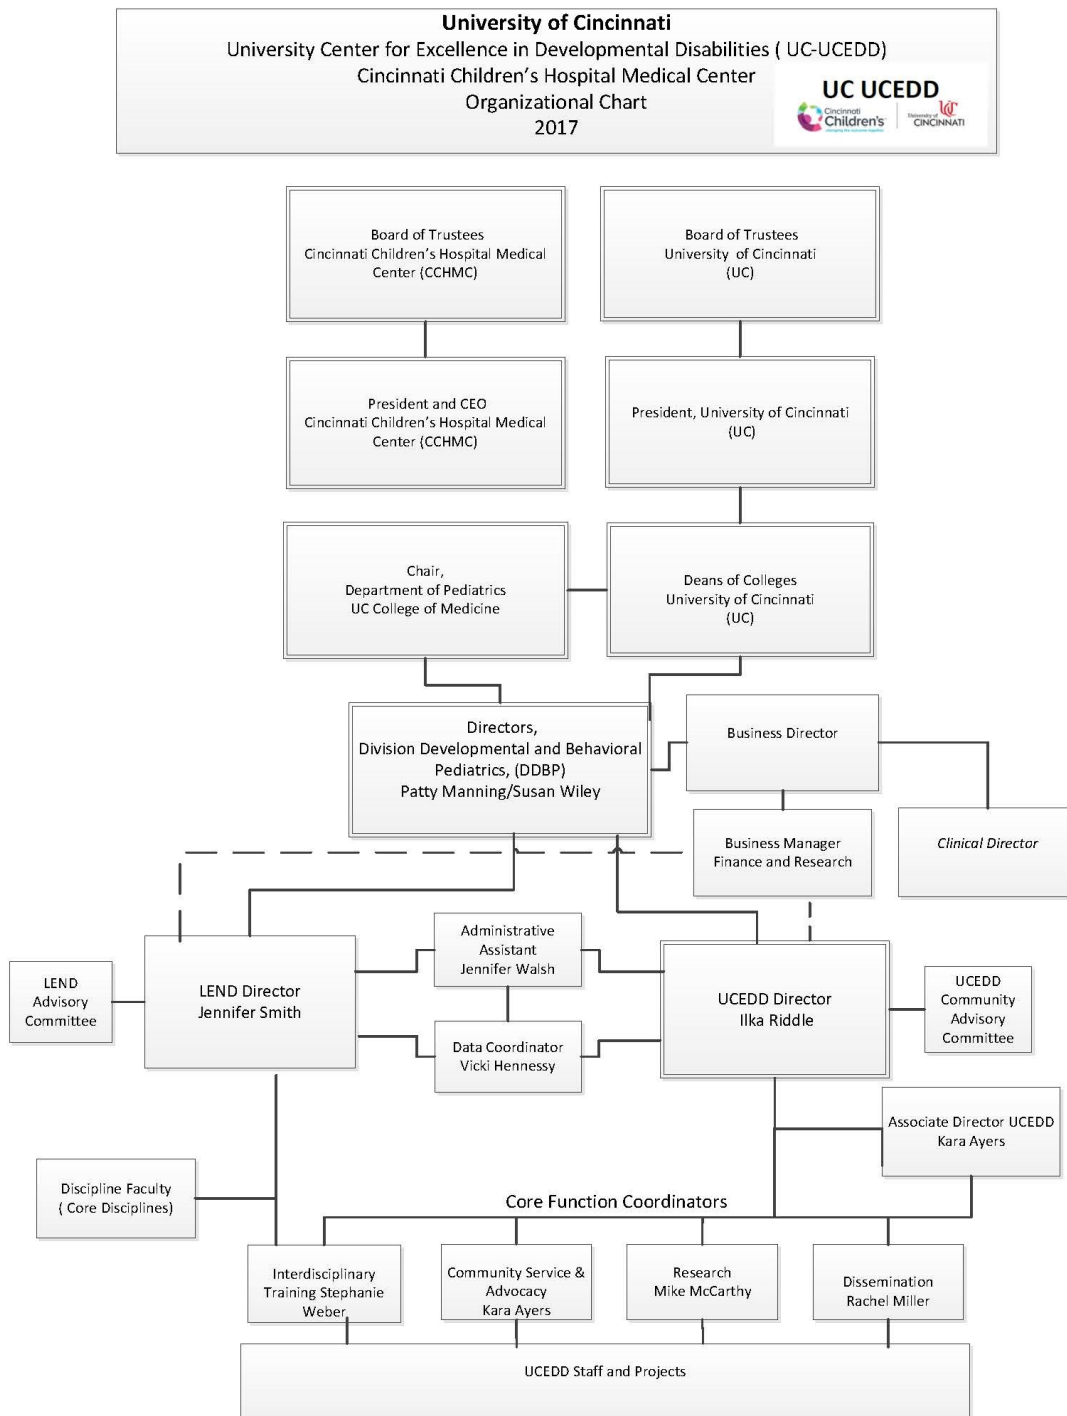 University of Cincinnati
University Center for Excellence in Developmental Disabilities ( UC-UCEDD)
Cincinnati Children's Hospital Medical Center
Organizational Chart
2017
UC UCEDD
Cincinnati
Children's
changing the outcome together
University of
CINCINNATI
Board of Trustees
Cincinnati Children's Hospital Medical
Center (CCHMC)
Board of Trustees
University of Cincinnati
(UC)
President and CEO
Cincinnati Children's Hospital Medical
Center (CCHMC)
President, University of Cincinnati
(UC)
Chair,
Department of Pediatrics
UC College of Medicine
Deans of Colleges
University of Cincinnati
(UC)
Directors,
Division Developmental and Behavioral
Pediatrics, (DDBP)
Patty Manning/Susan Wiley
Business Director
Business Manager
Finance and Research
Clinical Director
Administrative
Assistant
Jennifer Walsh
LEND
Advisory
Committee
LEND Director
Jennifer Smith
UCEDD Director
Ilka Riddle
UCEDD
Community
Advisory
Committee
Data Coordinator
Vicki Hennessy
Associate Director UCEDD
Kara Ayers
Discipline Faculty
( Core Disciplines)
Core Function Coordinators
Interdisciplinary
Training Stephanie
Weber
Community Service &
Advocacy
Kara Ayers
Research
Mike McCarthy
Dissemination
Rachel Miller
UCEDD Staff and Projects